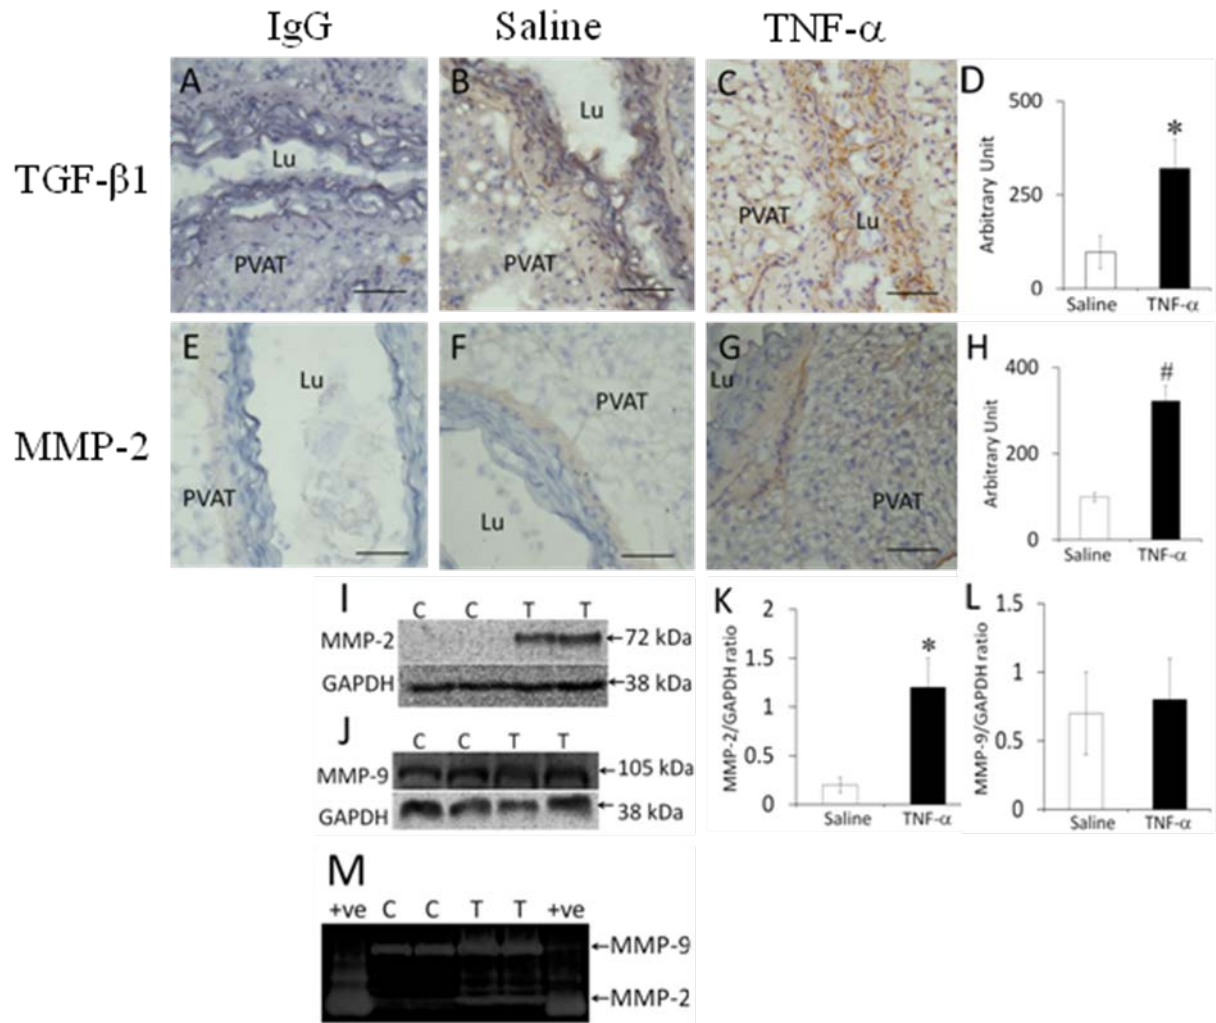 IgG Saline TNF-α
TGF-β1
A
Lu
PVAT
B
Lu
PVAT
C
PVAT
Lu
D
500
250
0
Arbitrary Unit
*
Saline TNF-α
MMP-2
E
Lu
PVAT
F
PVAT
Lu
G
Lu
PVAT
H
400
200
0
Arbitrary Unit
#
Saline TNF-α
I
C C T T
MMP-2 ←72 kDa
GAPDH ←38 kDa
J
C C T T
MMP-9 ←105 kDa
GAPDH ←38 kDa
K
2
1.5
1
0.5
0
MMP-2/GAPDH ratio
*
Saline TNF-α
L
1.5
1
0.5
0
MMP-9/GAPDH ratio
Saline TNF-α
M
+ve C C T T +ve
←MMP-9
←MMP-2